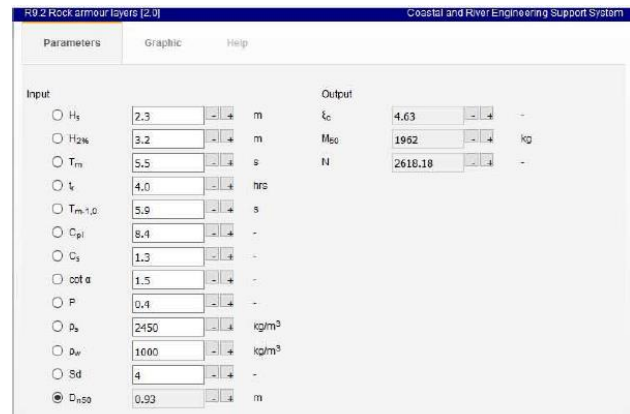 R9.2 Rock armour layers [2.0] Coastal and River Engineering Support System
Parameters Graphic Help
Input Output
Hs 2.3 - + m ξc 4.63 - + -
H2% 3.2 - + m M50 1962 - + kg
Tm 5.5 - + s N 2618.18 - + -
tr 4.0 - + hrs
Tm-1,0 5.9 - + s
Cpl 8.4 - + -
Cs 1.3 - + -
cot α 1.5 - + -
P 0.4 - + -
ρs 2450 - + kg/m³
ρw 1000 - + kg/m³
Sd 4 - + -
Dn50 0.93 - + m